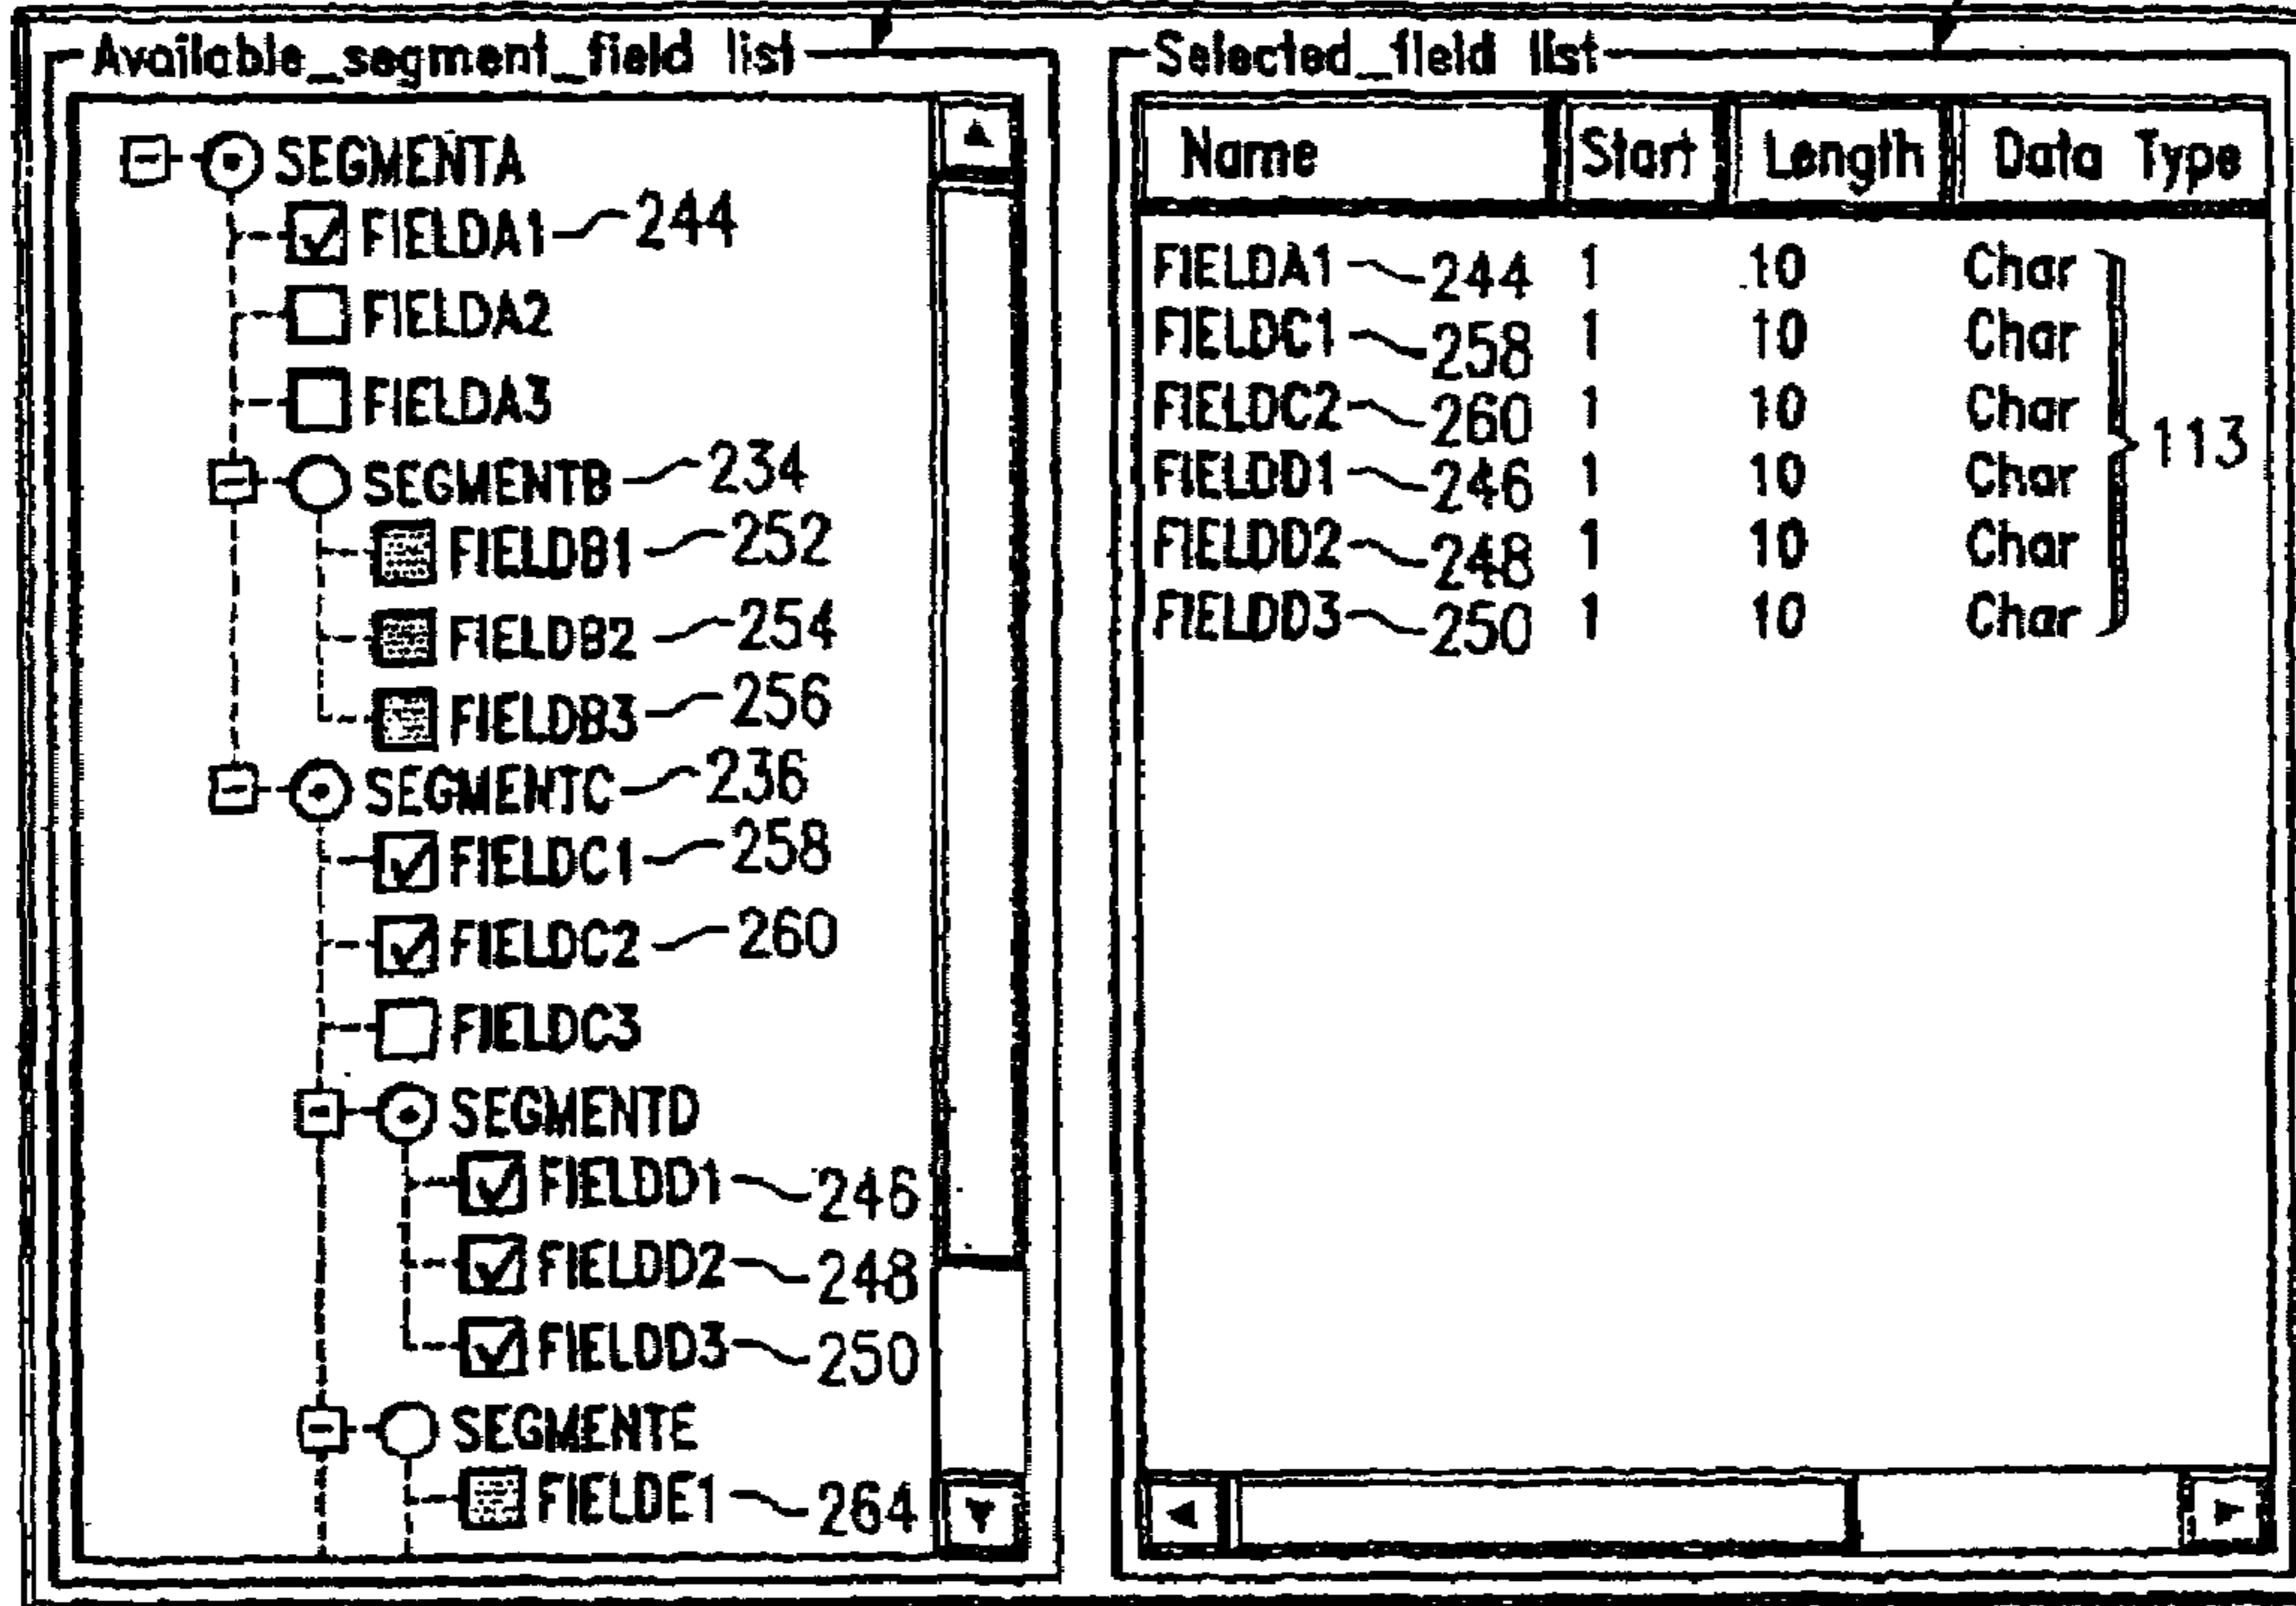 Available_segment_field list
SEGMENTA
FIELDA1 244
FIELDA2
FIELDA3
SEGMENTB 234
FIELDB1 252
FIELDB2 254
FIELDB3 256
SEGMENTC 236
FIELDC1 258
FIELDC2 260
FIELDC3
SEGMENTD
FIELDD1 246
FIELDD2 248
FIELDD3 250
SEGMENTE
FIELDE1 264
Selected_field list
Name Start Length Data Type
FIELDA1 244 1 10 Char
FIELDC1 258 1 10 Char
FIELDC2 260 1 10 Char
FIELDD1 246 1 10 Char
FIELDD2 248 1 10 Char
FIELDD3 250 1 10 Char
113